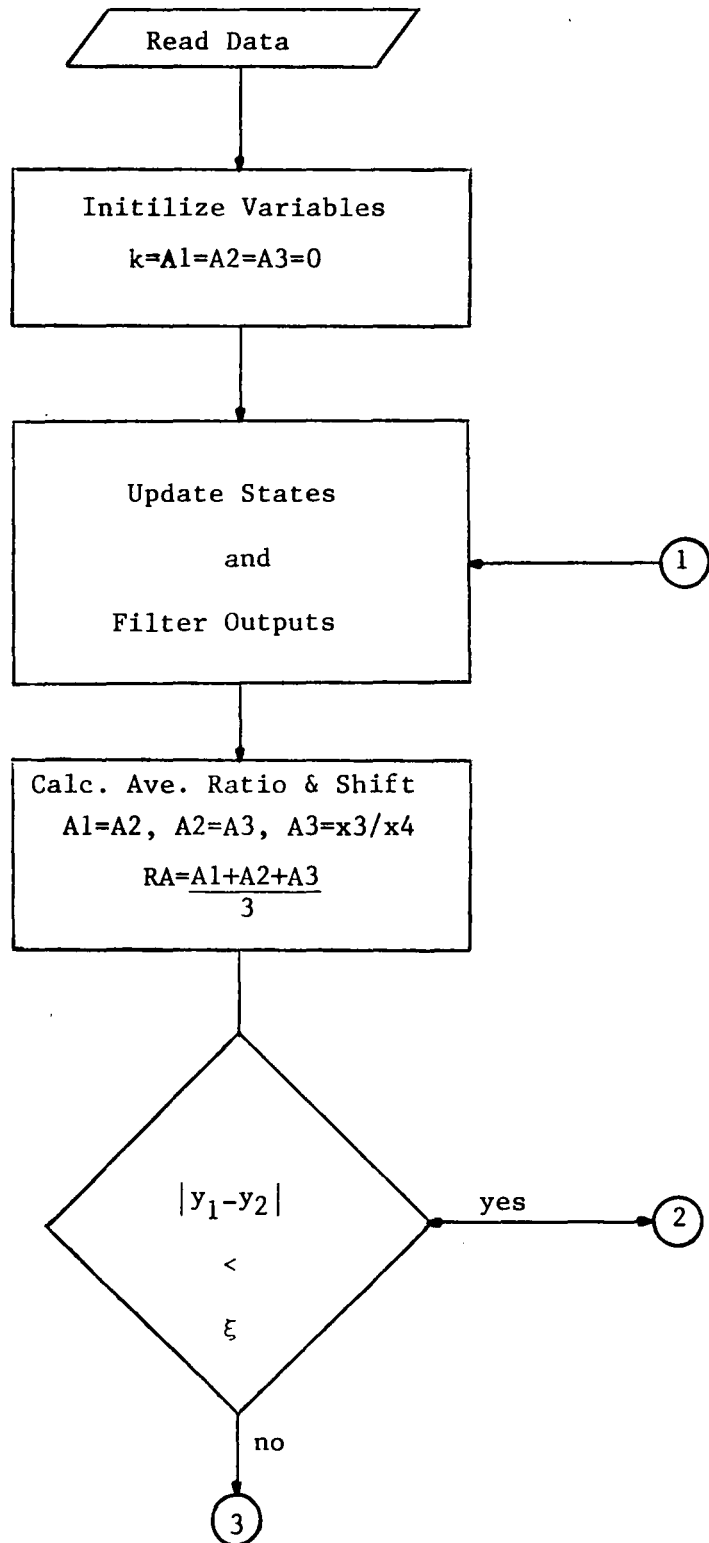 Read Data
Initilize Variables
k=A1=A2=A3=0
Update States
and
Filter Outputs
1
Calc. Ave. Ratio & Shift
A1=A2, A2=A3, A3=x3/x4
RA=A1+A2+A3
3
|y₁-y₂|
<
ξ
yes
2
no
3